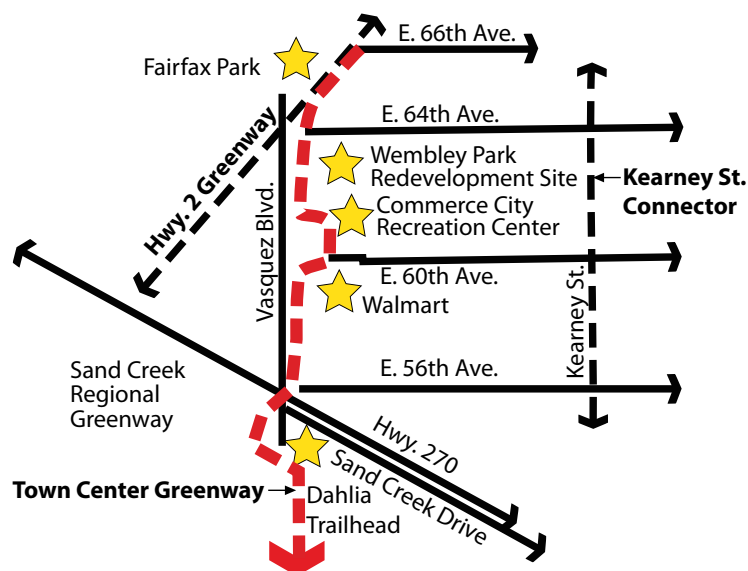 E. 66th Ave.
Fairfax Park
E. 64th Ave.
Hwy. 2 Greenway
Wembley Park
Redevelopment Site
Kearney St.
Connector
Commerce City
Recreation Center
Vasquez Blvd.
E. 60th Ave.
Walmart
Kearney St.
Sand Creek
Regional
Greenway
E. 56th Ave.
Hwy. 270
Sand Creek Drive
Town Center Greenway
Dahlia
Trailhead